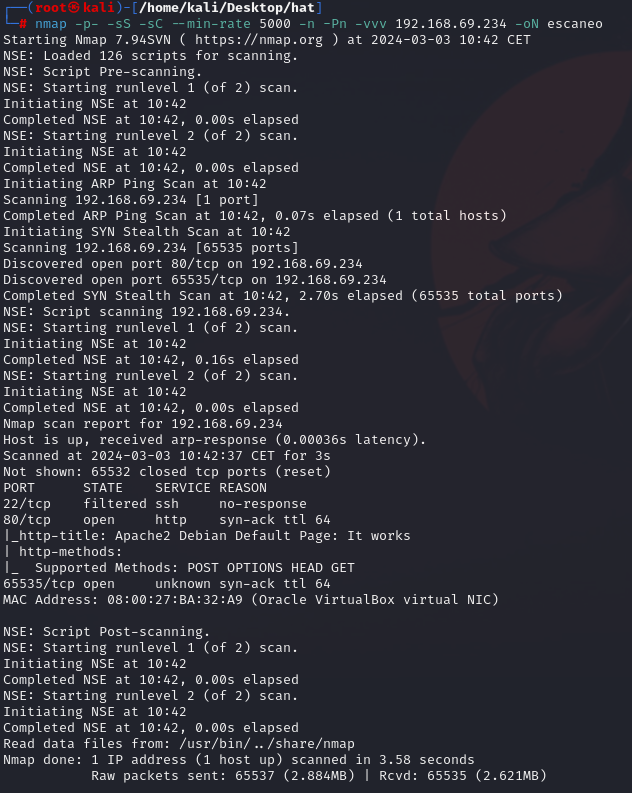 ┌──(root㉿kali)-[/home/kali/Desktop/hat]
└─# nmap -p- -sS -sC --min-rate 5000 -n -Pn -vvv 192.168.69.234 -oN escaneo
Starting Nmap 7.94SVN ( https://nmap.org ) at 2024-03-03 10:42 CET
NSE: Loaded 126 scripts for scanning.
NSE: Script Pre-scanning.
NSE: Starting runlevel 1 (of 2) scan.
Initiating NSE at 10:42
Completed NSE at 10:42, 0.00s elapsed
NSE: Starting runlevel 2 (of 2) scan.
Initiating NSE at 10:42
Completed NSE at 10:42, 0.00s elapsed
Initiating ARP Ping Scan at 10:42
Scanning 192.168.69.234 [1 port]
Completed ARP Ping Scan at 10:42, 0.07s elapsed (1 total hosts)
Initiating SYN Stealth Scan at 10:42
Scanning 192.168.69.234 [65535 ports]
Discovered open port 80/tcp on 192.168.69.234
Discovered open port 65535/tcp on 192.168.69.234
Completed SYN Stealth Scan at 10:42, 2.70s elapsed (65535 total ports)
NSE: Script scanning 192.168.69.234.
NSE: Starting runlevel 1 (of 2) scan.
Initiating NSE at 10:42
Completed NSE at 10:42, 0.16s elapsed
NSE: Starting runlevel 2 (of 2) scan.
Initiating NSE at 10:42
Completed NSE at 10:42, 0.00s elapsed
Nmap scan report for 192.168.69.234
Host is up, received arp-response (0.00036s latency).
Scanned at 2024-03-03 10:42:37 CET for 3s
Not shown: 65532 closed tcp ports (reset)
PORT      STATE    SERVICE REASON
22/tcp    filtered ssh     no-response
80/tcp    open     http    syn-ack ttl 64
|_http-title: Apache2 Debian Default Page: It works
| http-methods:
|_  Supported Methods: POST OPTIONS HEAD GET
65535/tcp open     unknown syn-ack ttl 64
MAC Address: 08:00:27:BA:32:A9 (Oracle VirtualBox virtual NIC)

NSE: Script Post-scanning.
NSE: Starting runlevel 1 (of 2) scan.
Initiating NSE at 10:42
Completed NSE at 10:42, 0.00s elapsed
NSE: Starting runlevel 2 (of 2) scan.
Initiating NSE at 10:42
Completed NSE at 10:42, 0.00s elapsed
Read data files from: /usr/bin/../share/nmap
Nmap done: 1 IP address (1 host up) scanned in 3.58 seconds
           Raw packets sent: 65537 (2.884MB) | Rcvd: 65535 (2.621MB)